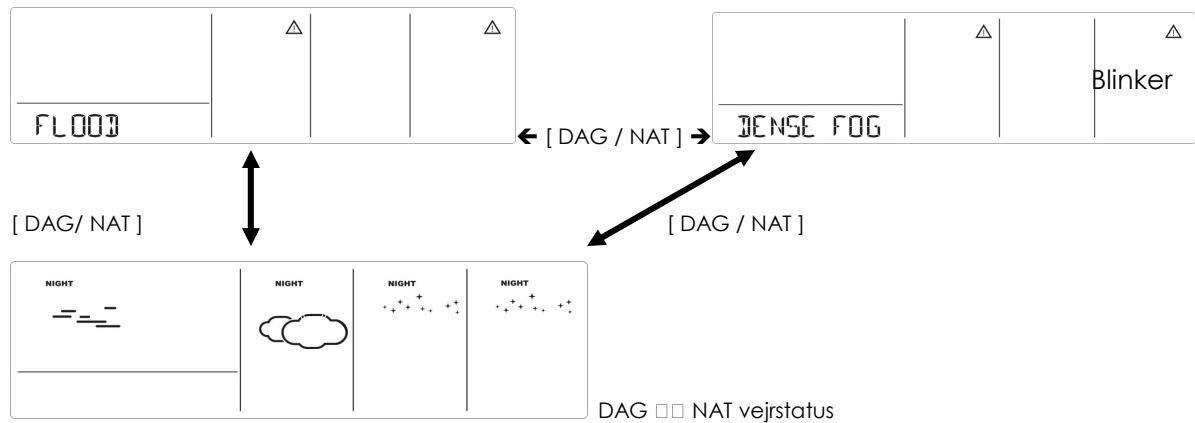 FLOOD
← [ DAG / NAT ] →
DENSE FOG
Blinker
[ DAG/ NAT ]
[ DAG / NAT ]
NIGHT NIGHT NIGHT NIGHT
DAG □□ NAT vejrstatus